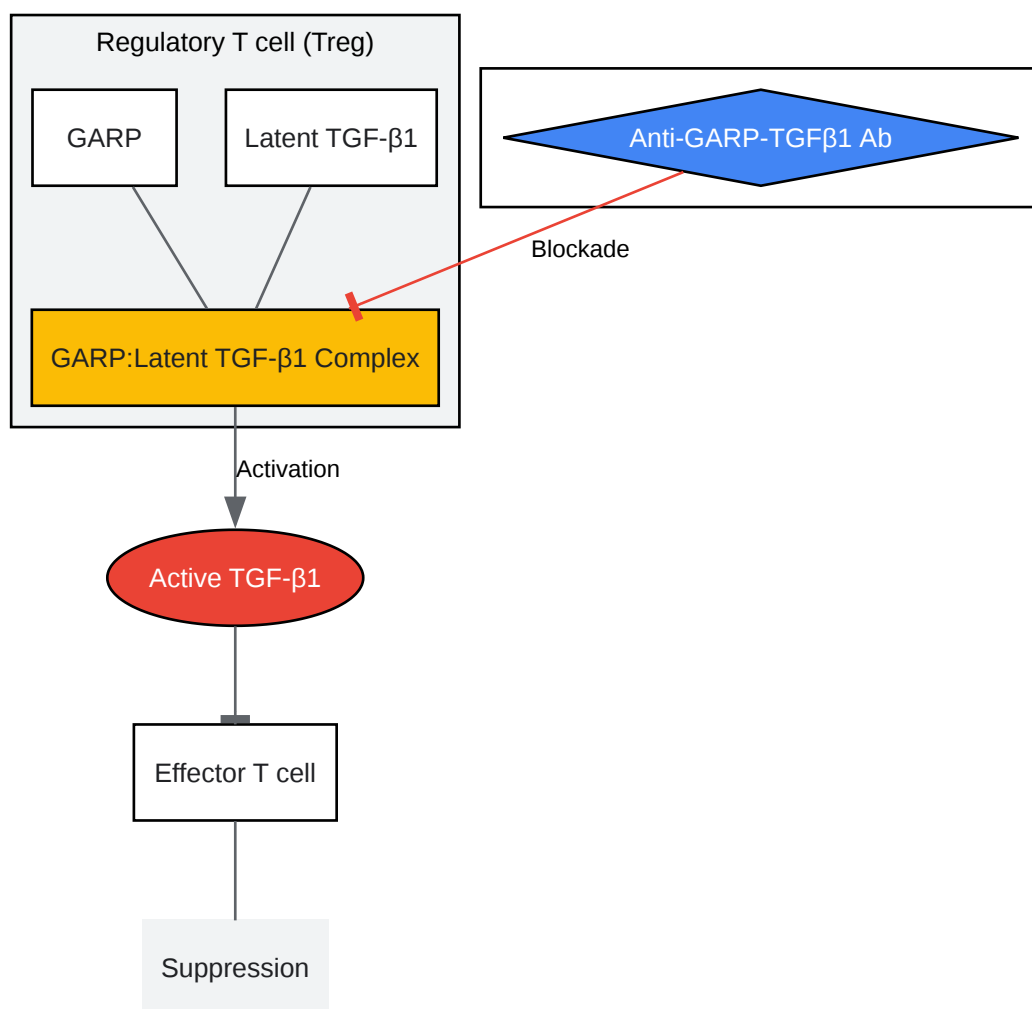 Regulatory T cell (Treg)
GARP
Latent TGF-β1
Anti-GARP-TGFβ1 Ab
Blockade
GARP:Latent TGF-β1 Complex
Activation
Active TGF-β1
Effector T cell
Suppression